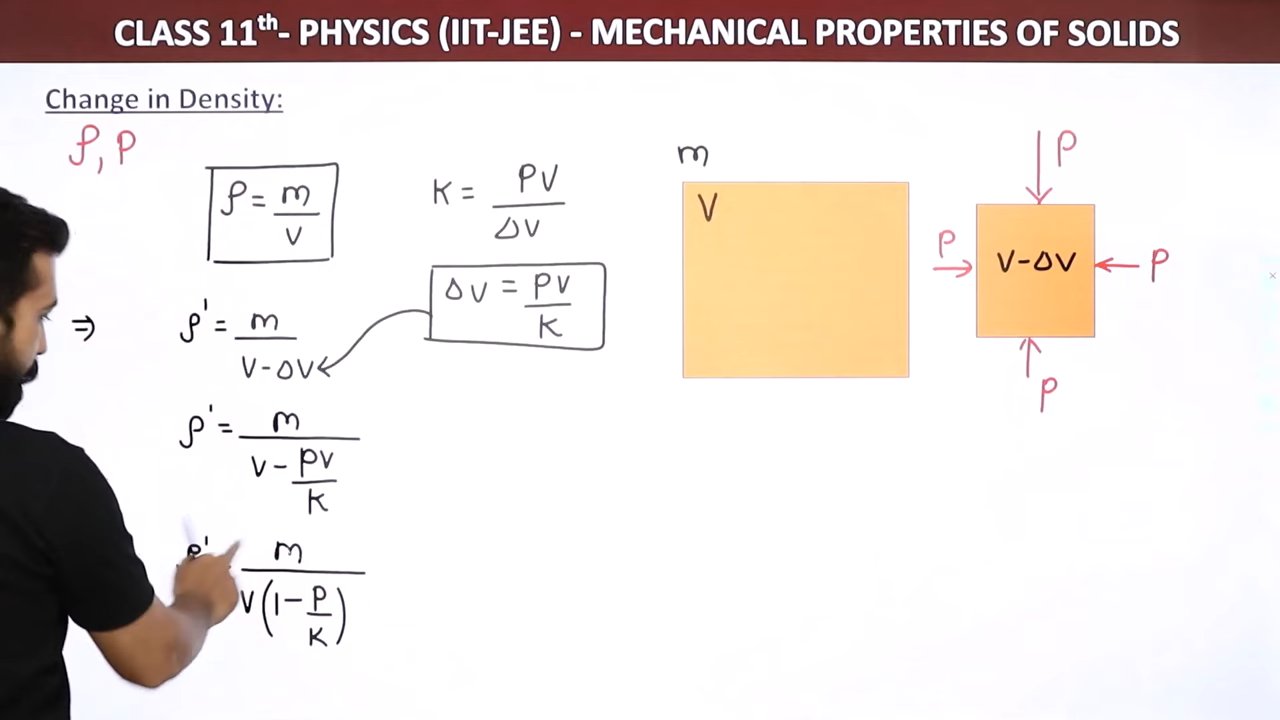 CLASS 11th- PHYSICS (IIT-JEE) - MECHANICAL PROPERTIES OF SOLIDS
Change in Density:
ρ, P
ρ = m/V
K = PV/ΔV
ΔV = PV/K
⇒ ρ' = m/(V-ΔV)
ρ' = m/(V - PV/K)
ρ' = m/(V(1 - P/K))
m
V
P
P
V-ΔV
P
P